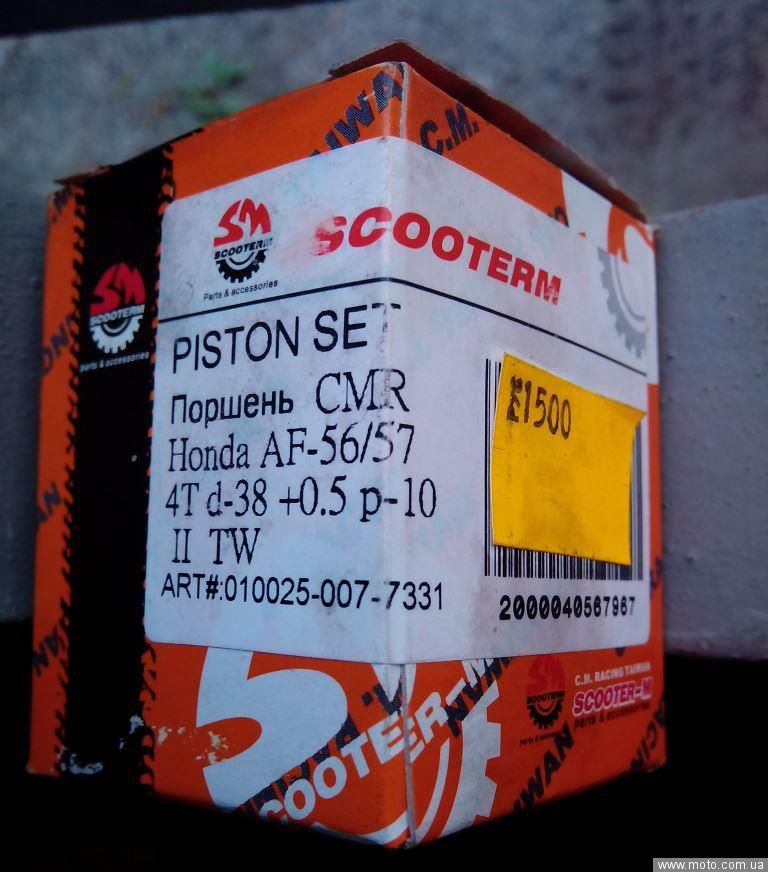 C.M.
SM
SCOOTERM
Parts & accessories
SCOOTERM
SM
SCOOTERM
parts & accessories
PISTON SET
Поршень CMR
Honda AF-56/57
4T d-38 +0.5 p-10
II TW
ART#:010025-007-7331
1500
2000040567967
C.M. RACING TAIWAN
SCOOTER-M
Parts & accessories
SCOOTER-M
www.moto.com.ua